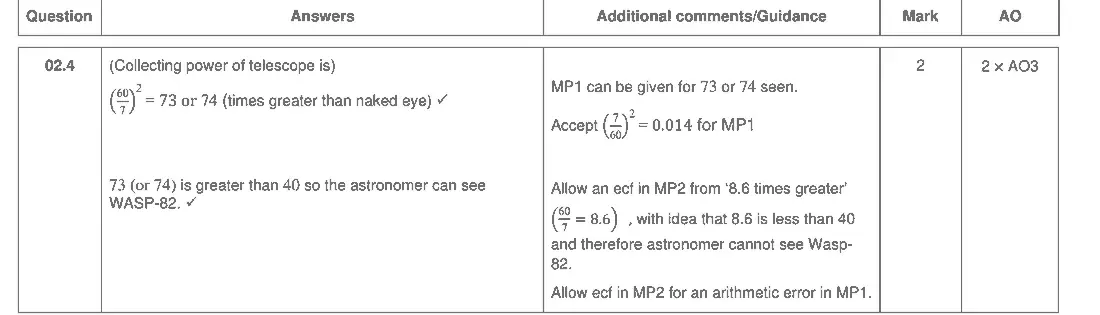 Question Answers Additional comments/Guidance Mark AO
02.4 (Collecting power of telescope is) 2 2 × AO3
(60/7)² = 73 or 74 (times greater than naked eye) ✓
MP1 can be given for 73 or 74 seen.
Accept (7/60)² = 0.014 for MP1
73 (or 74) is greater than 40 so the astronomer can see
WASP-82. ✓
Allow an ecf in MP2 from ‘8.6 times greater’
(60/7 = 8.6) , with idea that 8.6 is less than 40
and therefore astronomer cannot see Wasp-
82.
Allow ecf in MP2 for an arithmetic error in MP1.